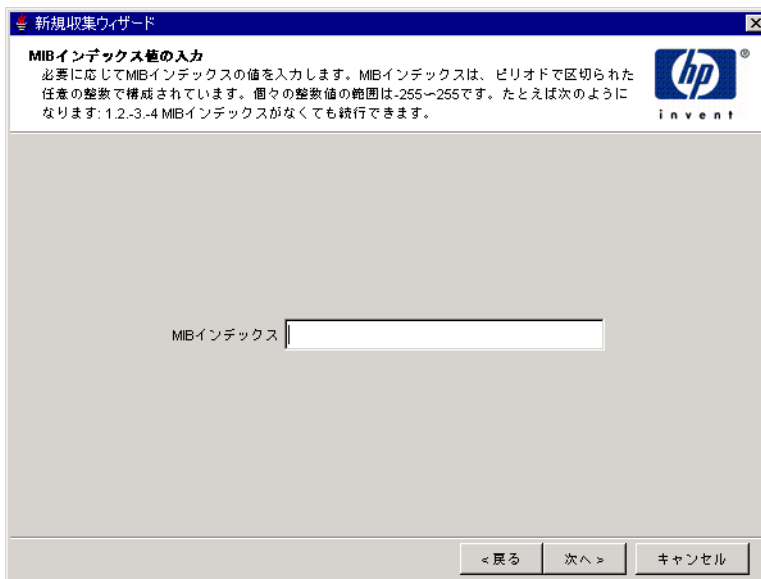 新規収集ウィザード
MIBインデックス値の入力
必要に応じてMIBインデックスの値を入力します。MIBインデックスは、ピリオドで区切られた
任意の整数で構成されています。個々の整数値の範囲は-255〜255です。たとえば次のように
なります: 1.2.-3.-4 MIBインデックスがなくても続行できます。
hp ®
invent
MIBインデックス
<戻る 次へ> キャンセル